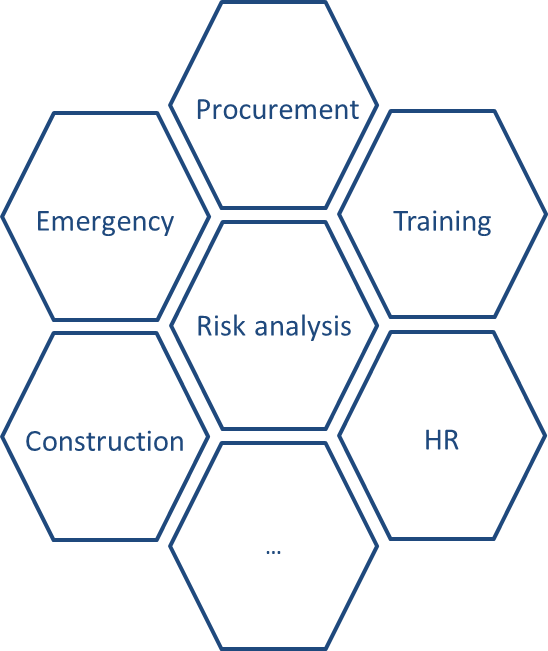 Procurement
Emergency
Training
Risk analysis
Construction
HR
...